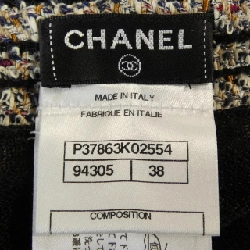 CHANEL
MADE IN ITALY
FABRIQUE EN ITALIE
P37863K02554
94305 38
COMPOSITION